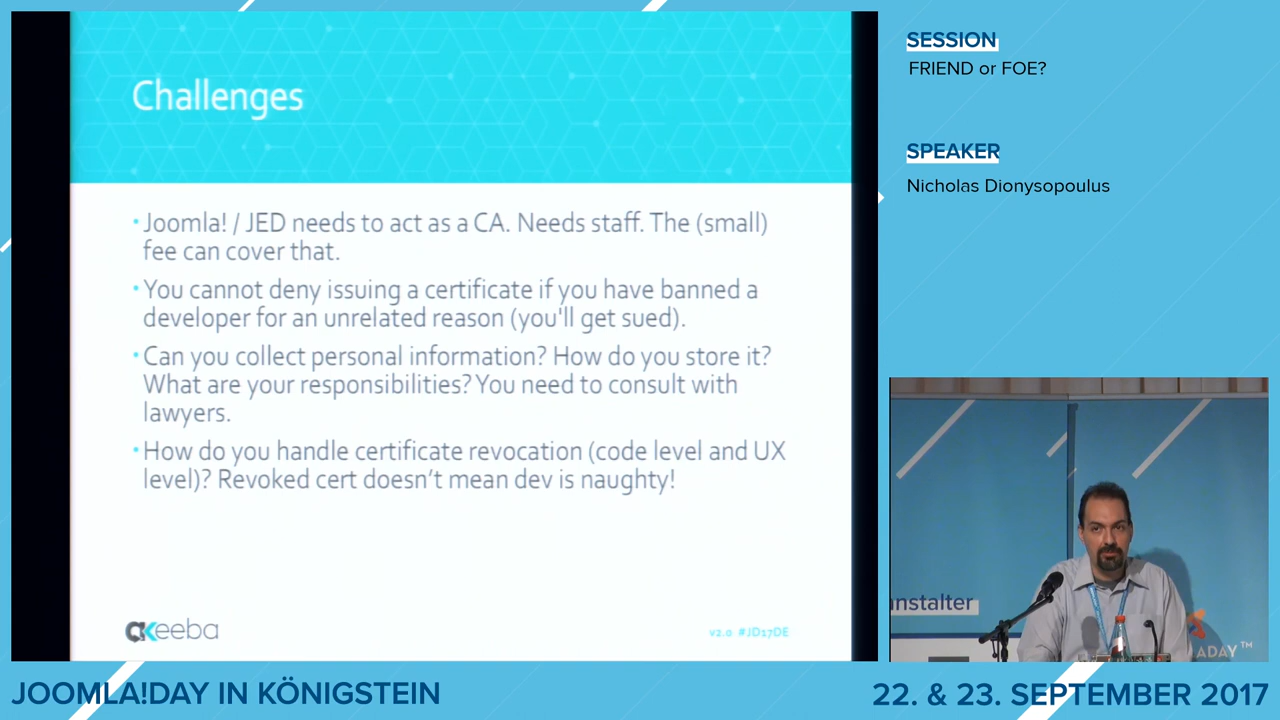 Challenges
• Joomla! / JED needs to act as a CA. Needs staff. The (small)
fee can cover that.
• You cannot deny issuing a certificate if you have banned a
developer for an unrelated reason (you'll get sued).
• Can you collect personal information? How do you store it?
What are your responsibilities? You need to consult with
lawyers.
• How do you handle certificate revocation (code level and UX
level)? Revoked cert doesn't mean dev is naughty!
akeeba
v2.0 #JD17DE
SESSION
FRIEND or FOE?
SPEAKER
Nicholas Dionysopoulus
nstalter
ADAY™
JOOMLA!DAY IN KÖNIGSTEIN
22. & 23. SEPTEMBER 2017